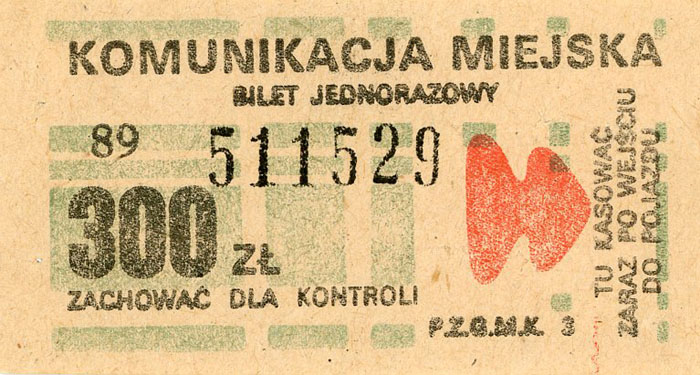 KOMUNIKACJA MIEJSKA
BILET JEDNORAZOWY
89 511529
300 ZŁ
ZACHOWAĆ DLA KONTROLI
P.Z.G.M.K. 3
TU KASOWAĆ
ZARAZ PO WEJŚCIU
DO POJAZDU